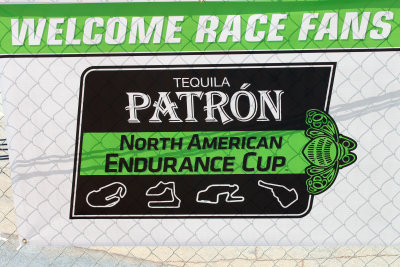 WELCOME RACE FANS
TEQUILA
PATRÓN
NORTH AMERICAN
ENDURANCE CUP